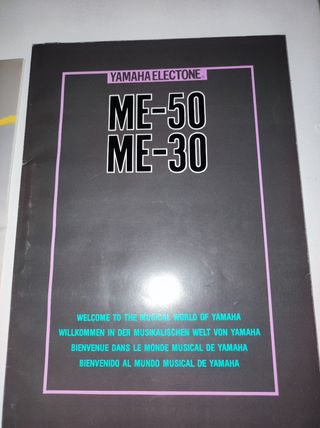 YAMAHA ELECTONE
ME-50
ME-30
WELCOME TO THE MUSICAL WORLD OF YAMAHA
WILLKOMMEN IN DER MUSIKALISCHEN WELT VON YAMAHA
BIENVENUE DANS LE MONDE MUSICAL DE YAMAHA
BIENVENIDO AL MUNDO MUSICAL DE YAMAHA